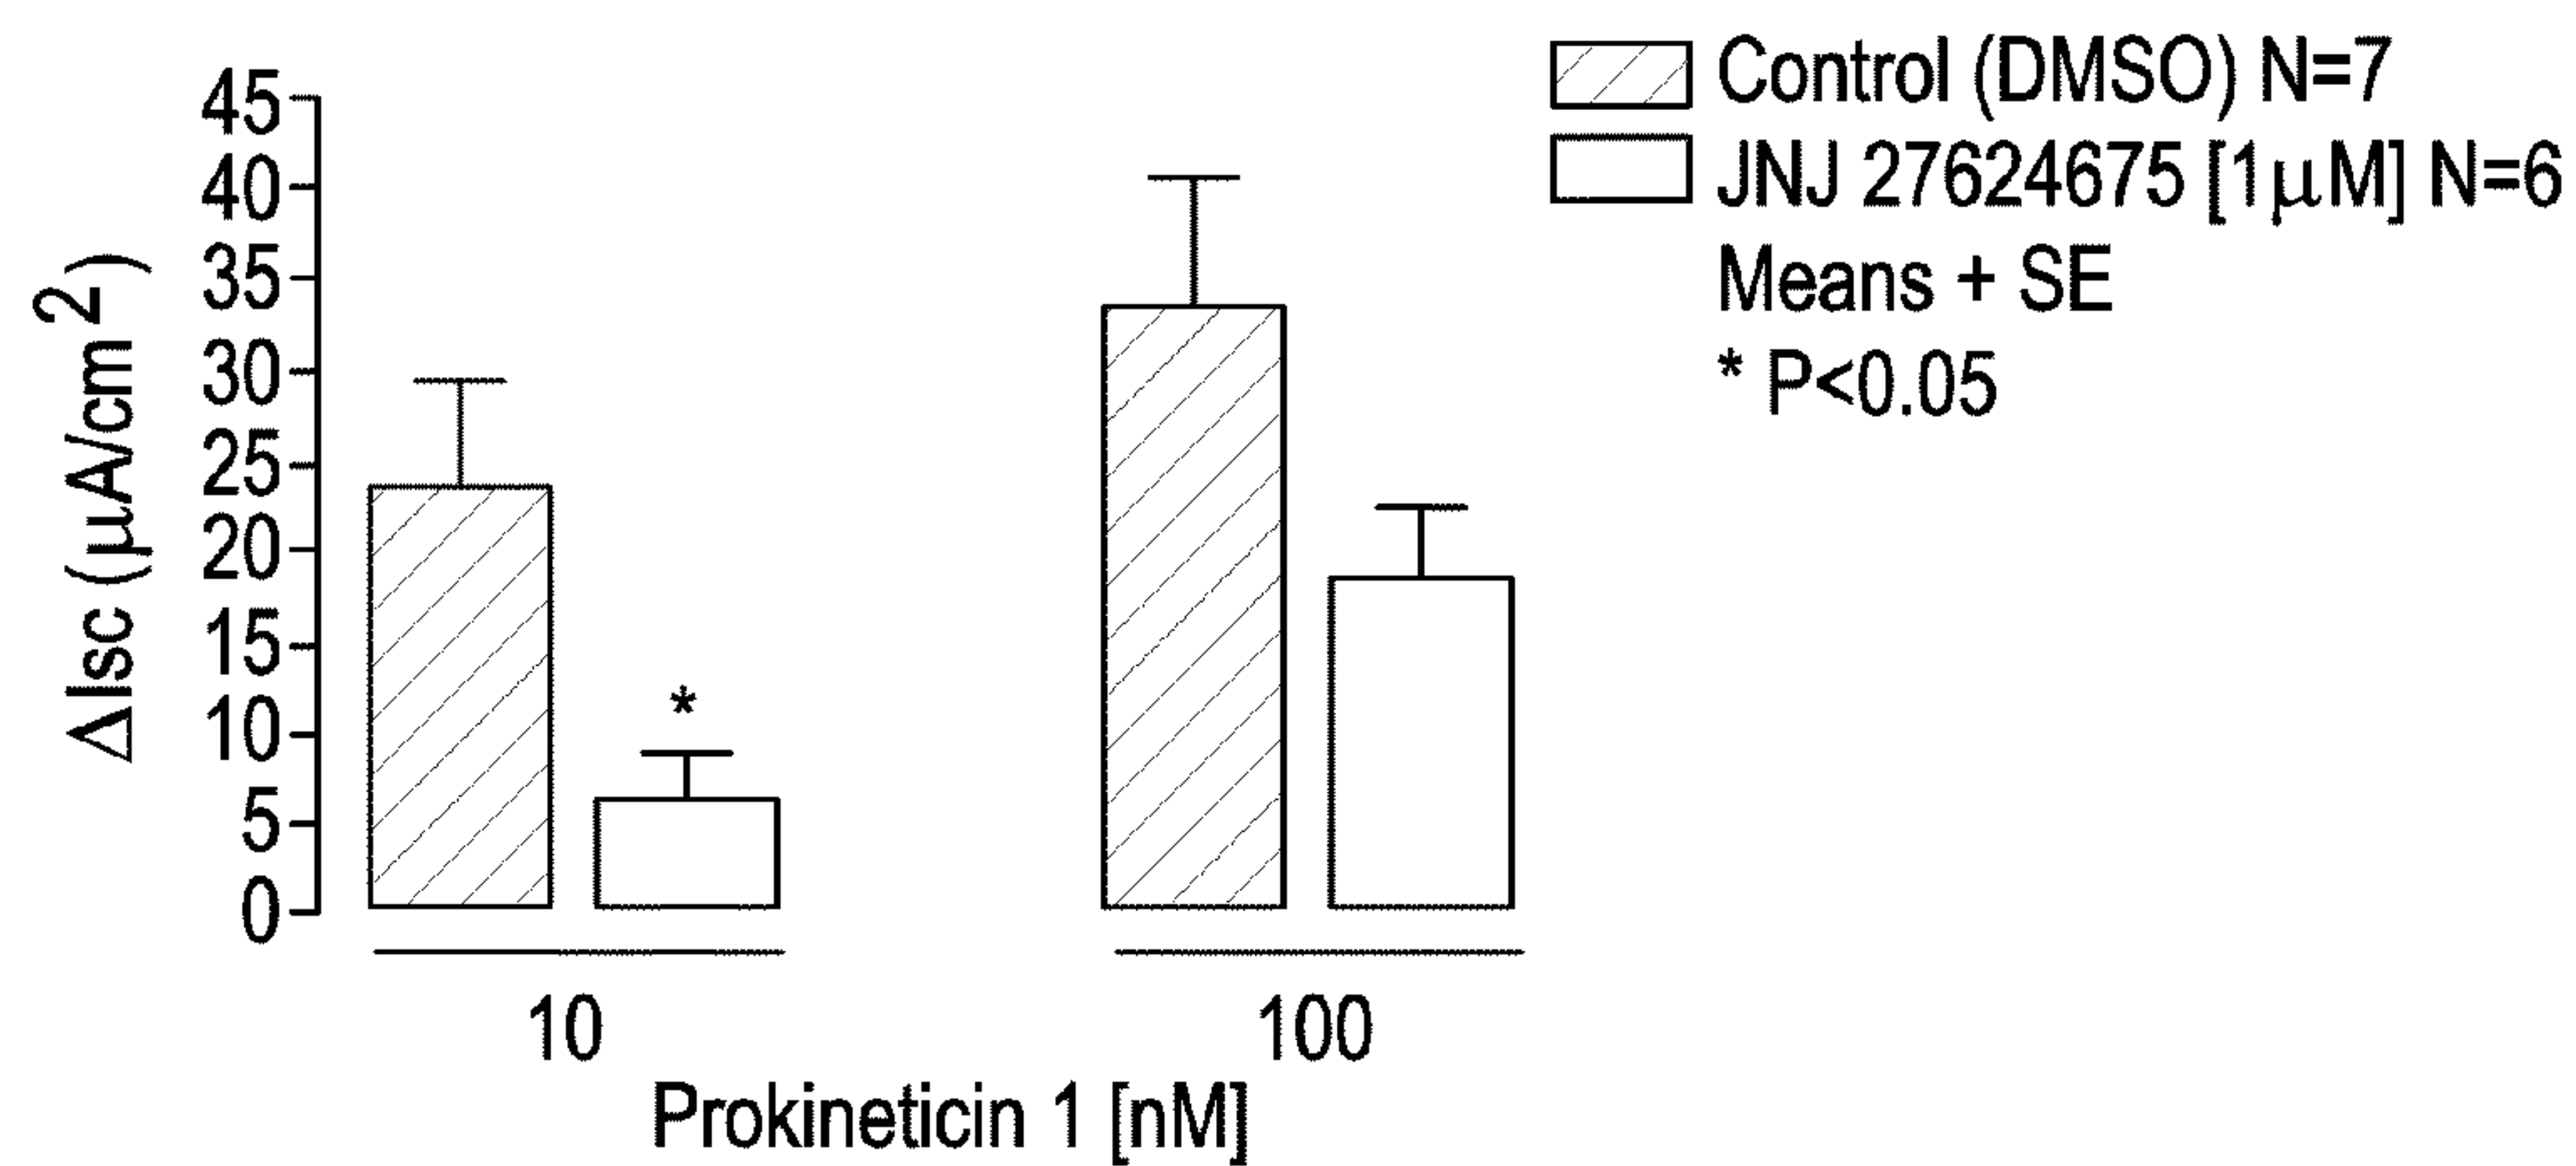 45
40
35
30
25
20
15
10
5
0
ΔIsc (μA/cm²)
*
10
100
Prokineticin 1 [nM]
Control (DMSO) N=7
JNJ 27624675 [1μM] N=6
Means + SE
* P<0.05